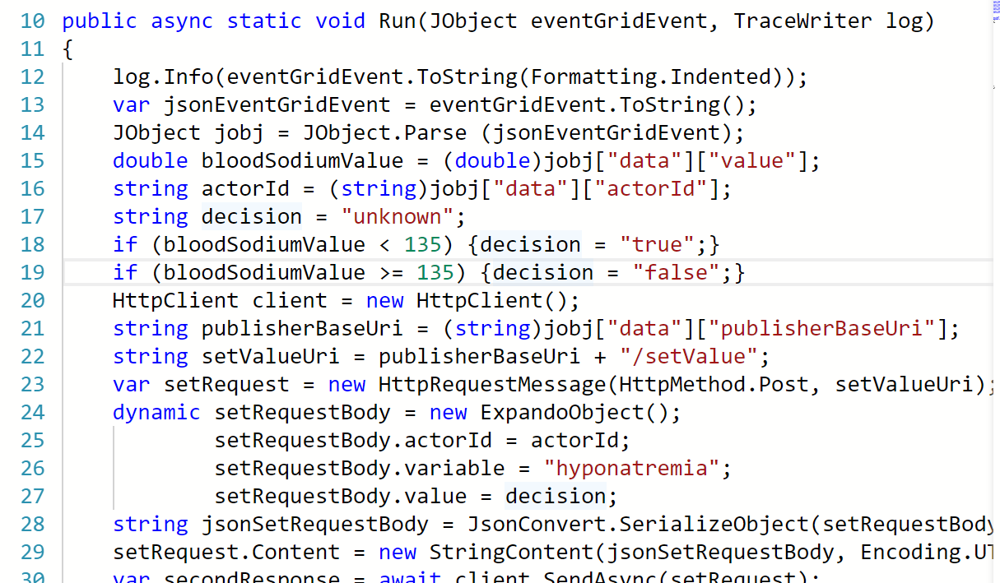 10 public async static void Run(JObject eventGridEvent, TraceWriter log)
11 {
12 log.Info(eventGridEvent.ToString(Formatting.Indented));
13 var jsonEventGridEvent = eventGridEvent.ToString();
14 JObject jobj = JObject.Parse (jsonEventGridEvent);
15 double bloodSodiumValue = (double)jobj["data"]["value"];
16 string actorId = (string)jobj["data"]["actorId"];
17 string decision = "unknown";
18 if (bloodSodiumValue < 135) {decision = "true";}
19 if (bloodSodiumValue >= 135) {decision = "false";}
20 HttpClient client = new HttpClient();
21 string publisherBaseUri = (string)jobj["data"]["publisherBaseUri"];
22 string setValueUri = publisherBaseUri + "/setValue";
23 var setRequest = new HttpRequestMessage(HttpMethod.Post, setValueUri);
24 dynamic setRequestBody = new ExpandoObject();
25 setRequestBody.actorId = actorId;
26 setRequestBody.variable = "hyponatremia";
27 setRequestBody.value = decision;
28 string jsonSetRequestBody = JsonConvert.SerializeObject(setRequestBody
29 setRequest.Content = new StringContent(jsonSetRequestBody, Encoding.UT
30 var secondResponse = await client.SendAsync(setRequest);